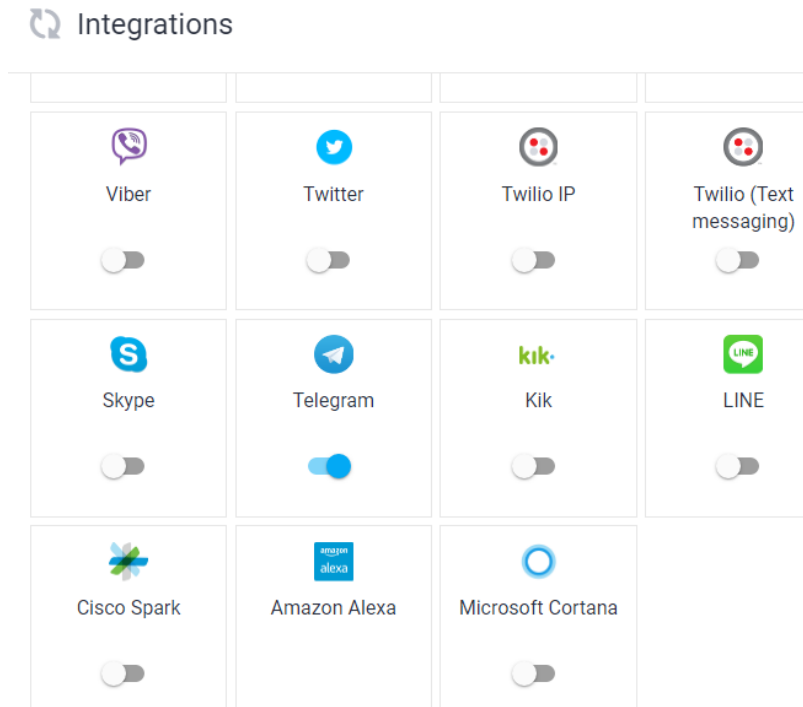 Integrations
Viber
Twitter
Twilio IP
Twilio (Text
messaging)
S
Skype
Telegram
kik
Kik
LINE
LINE
Cisco Spark
amazon
alexa
Amazon Alexa
Microsoft Cortana